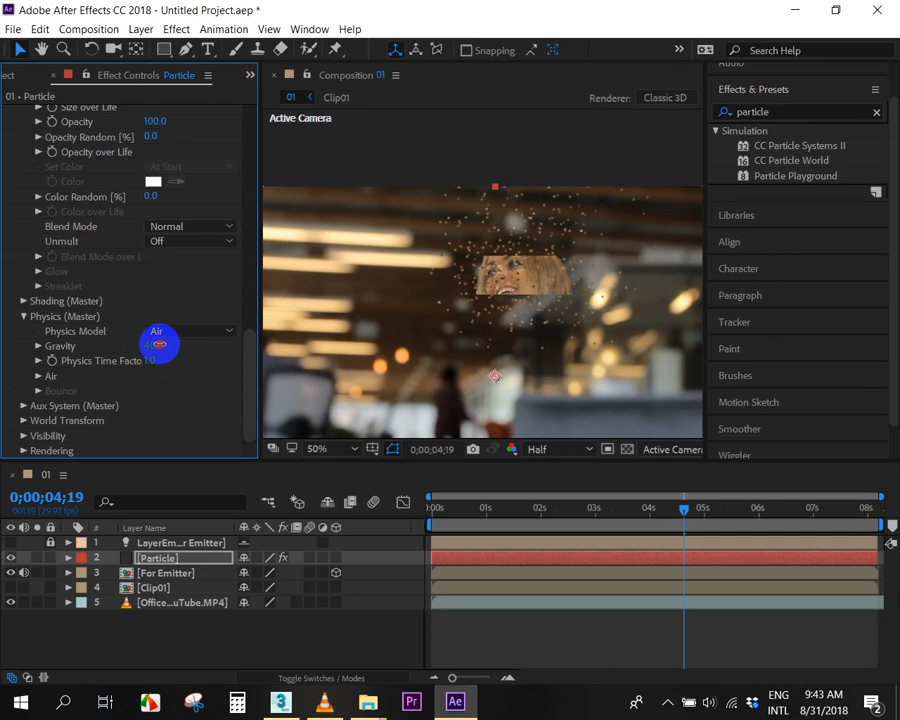 Adobe After Effects CC 2018 - Untitled Project.aep *
File Edit Composition Layer Effect Animation View Window Help
Snapping
Search Help
Effect Controls Particle
Composition 01
Audio
01 • Particle
01 Clip01
Renderer: Classic 3D
Effects & Presets
Active Camera
particle
Size over Life
Opacity 100.0
Opacity Random [%] 0.0
Opacity over Life
Set Color At Start
Color
Color Random [%] 0.0
Color over Life
Blend Mode Normal
Unmult Off
Blend Mode over L
Glow
Streaklet
Shading (Master)
Physics (Master)
Physics Model Air
Gravity
Physics Time Facto
Air
Bounce
Aux System (Master)
World Transform
Visibility
Rendering
Simulation
CC Particle Systems II
CC Particle World
Particle Playground
Libraries
Align
Character
Paragraph
Tracker
Paint
Brushes
Motion Sketch
Smoother
Wiggler
50% 0;00;04;19 Half Active Camera
01
0;00;04;19
00139 (29.97 fps)
# Layer Name
:00s 01s 02s 03s 04s 05s 06s 07s 08s
1 LayerEm...r Emitter]
2 [Particle]
3 [For Emitter]
4 [Clip01]
5 [Office...uTube.MP4]
Toggle Switches / Modes
ENG
INTL
9:43 AM
8/31/2018
2